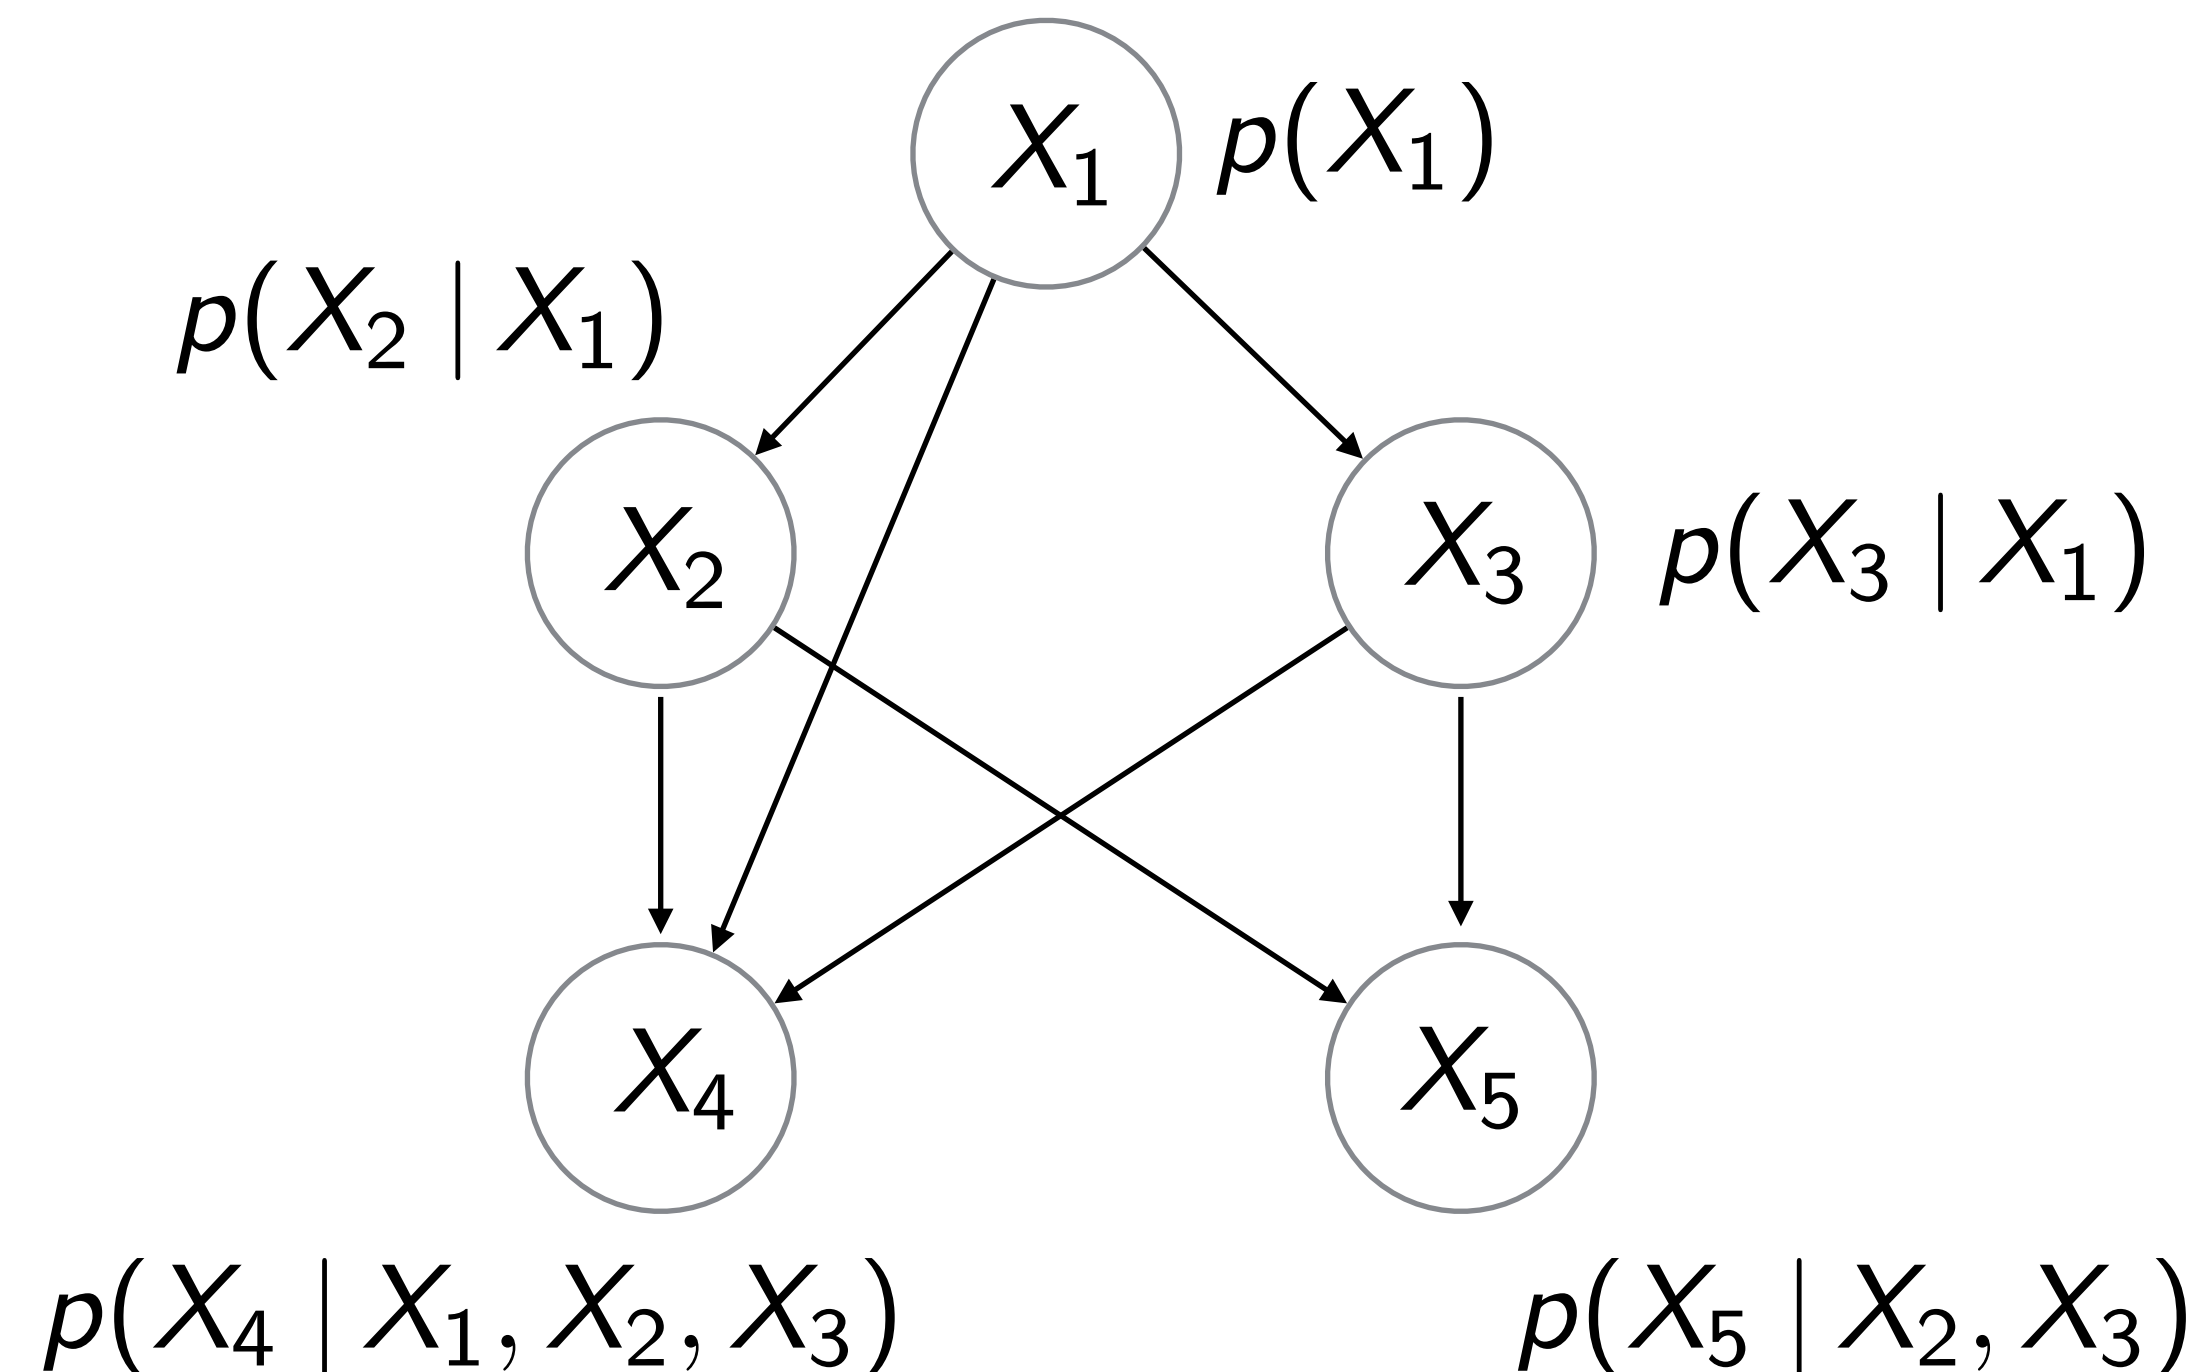 X₁
p(X₁)
p(X₂ | X₁)
X₂
X₃
p(X₃ | X₁)
X₄
X₅
p(X₄ | X₁, X₂, X₃)
p(X₅ | X₂, X₃)